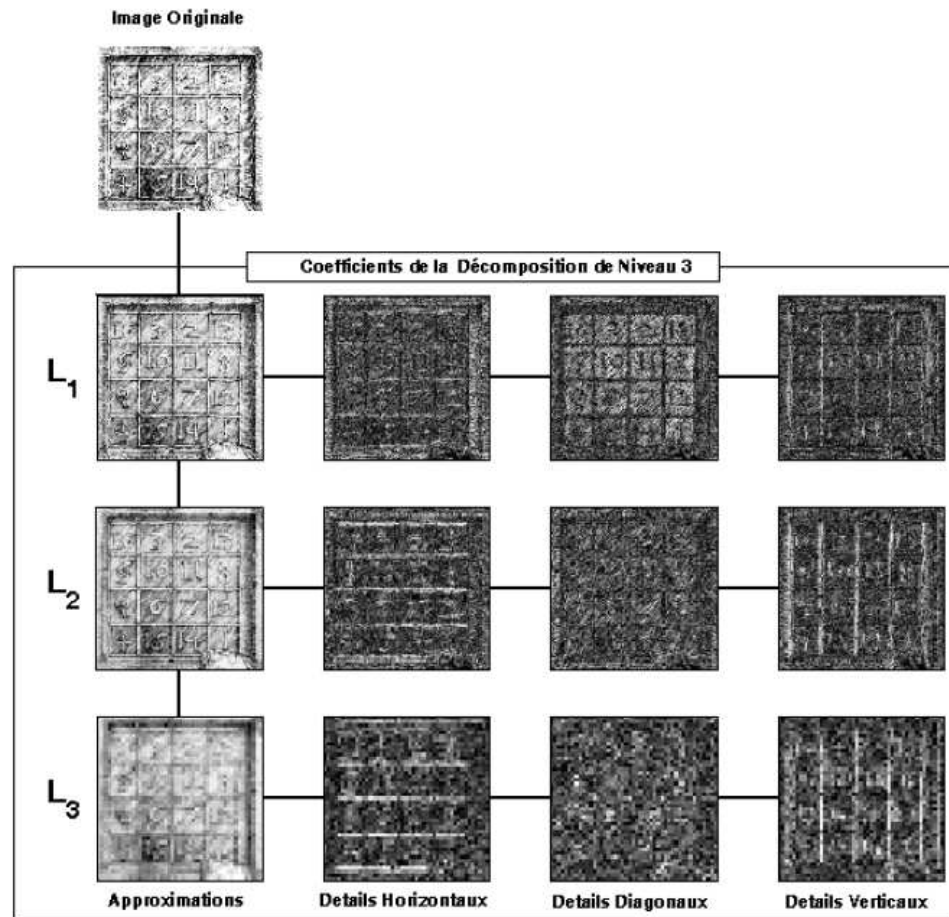 Image Originale
Coefficients de la Décomposition de Niveau 3
L1
L2
L3
Approximations
Details Horizontaux
Details Diagonaux
Details Verticaux